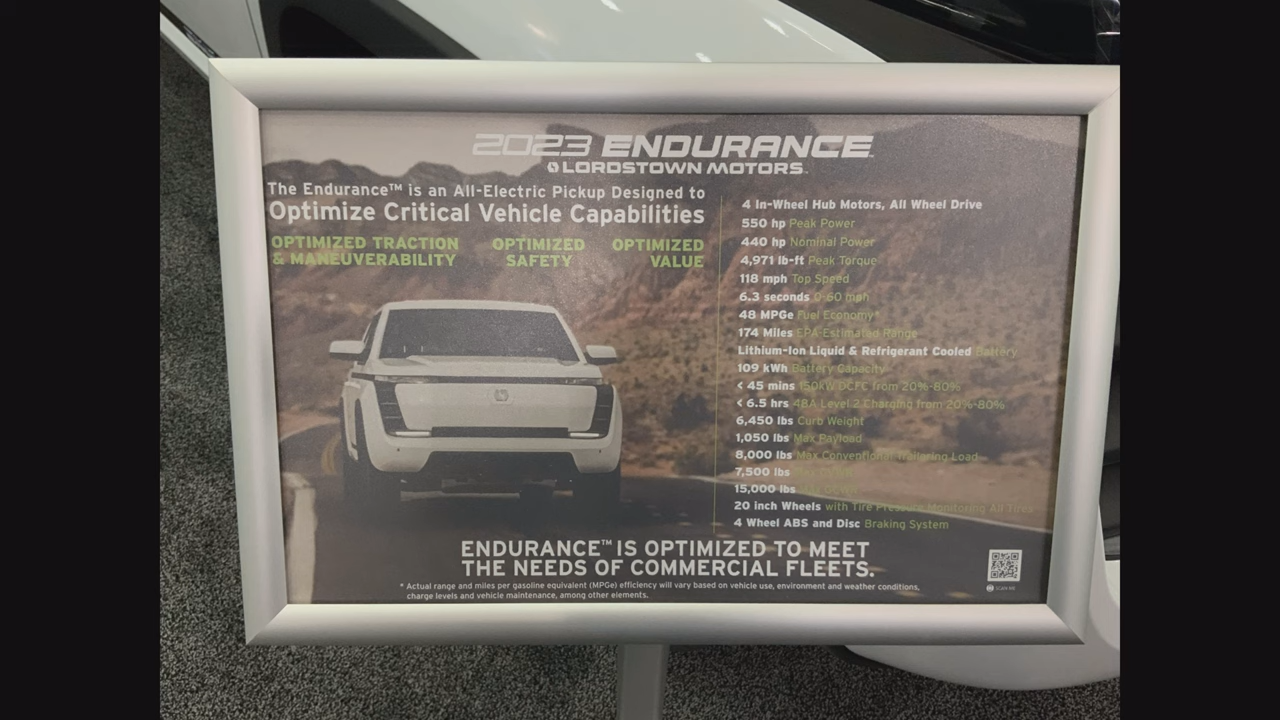 2023 ENDURANCE™
LORDSTOWN MOTORS
The Endurance™ is an All-Electric Pickup Designed to
Optimize Critical Vehicle Capabilities
OPTIMIZED TRACTION
& MANEUVERABILITY
OPTIMIZED
SAFETY
OPTIMIZED
VALUE
4 In-Wheel Hub Motors, All Wheel Drive
550 hp Peak Power
440 hp Nominal Power
4,971 lb-ft Peak Torque
118 mph Top Speed
6.3 seconds 0-60 mph
48 MPGe Fuel Economy*
174 Miles EPA-Estimated Range
Lithium-Ion Liquid & Refrigerant Cooled Battery
109 kWh Battery Capacity
< 45 mins 150kW DCFC from 20%-80%
< 6.5 hrs 48A Level 2 Charging from 20%-80%
6,450 lbs Curb Weight
1,050 lbs Max Payload
8,000 lbs Max Conventional Trailering Load
7,500 lbs
15,000 lbs
20 inch Wheels with Tire Pressure Monitoring All Tires
4 Wheel ABS and Disc Braking System
ENDURANCE™ IS OPTIMIZED TO MEET
THE NEEDS OF COMMERCIAL FLEETS.
* Actual range and miles per gasoline equivalent (MPGe) efficiency will vary based on vehicle use, environment and weather conditions,
charge levels and vehicle maintenance, among other elements.
SCAN ME